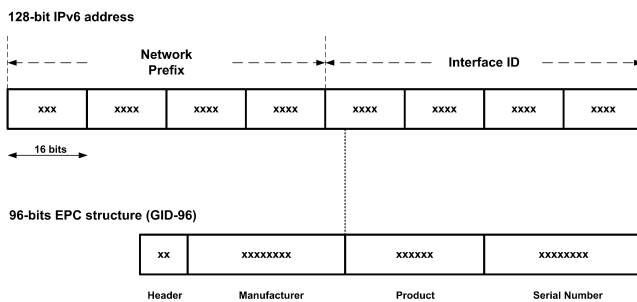 128-bit IPv6 address
Network
Prefix
Interface ID
xxx xxxx xxxx xxxx xxxx xxxx xxxx xxxx
16 bits
96-bits EPC structure (GID-96)
xx xxxxxxxx xxxxxx xxxxxxxx
Header Manufacturer Product Serial Number